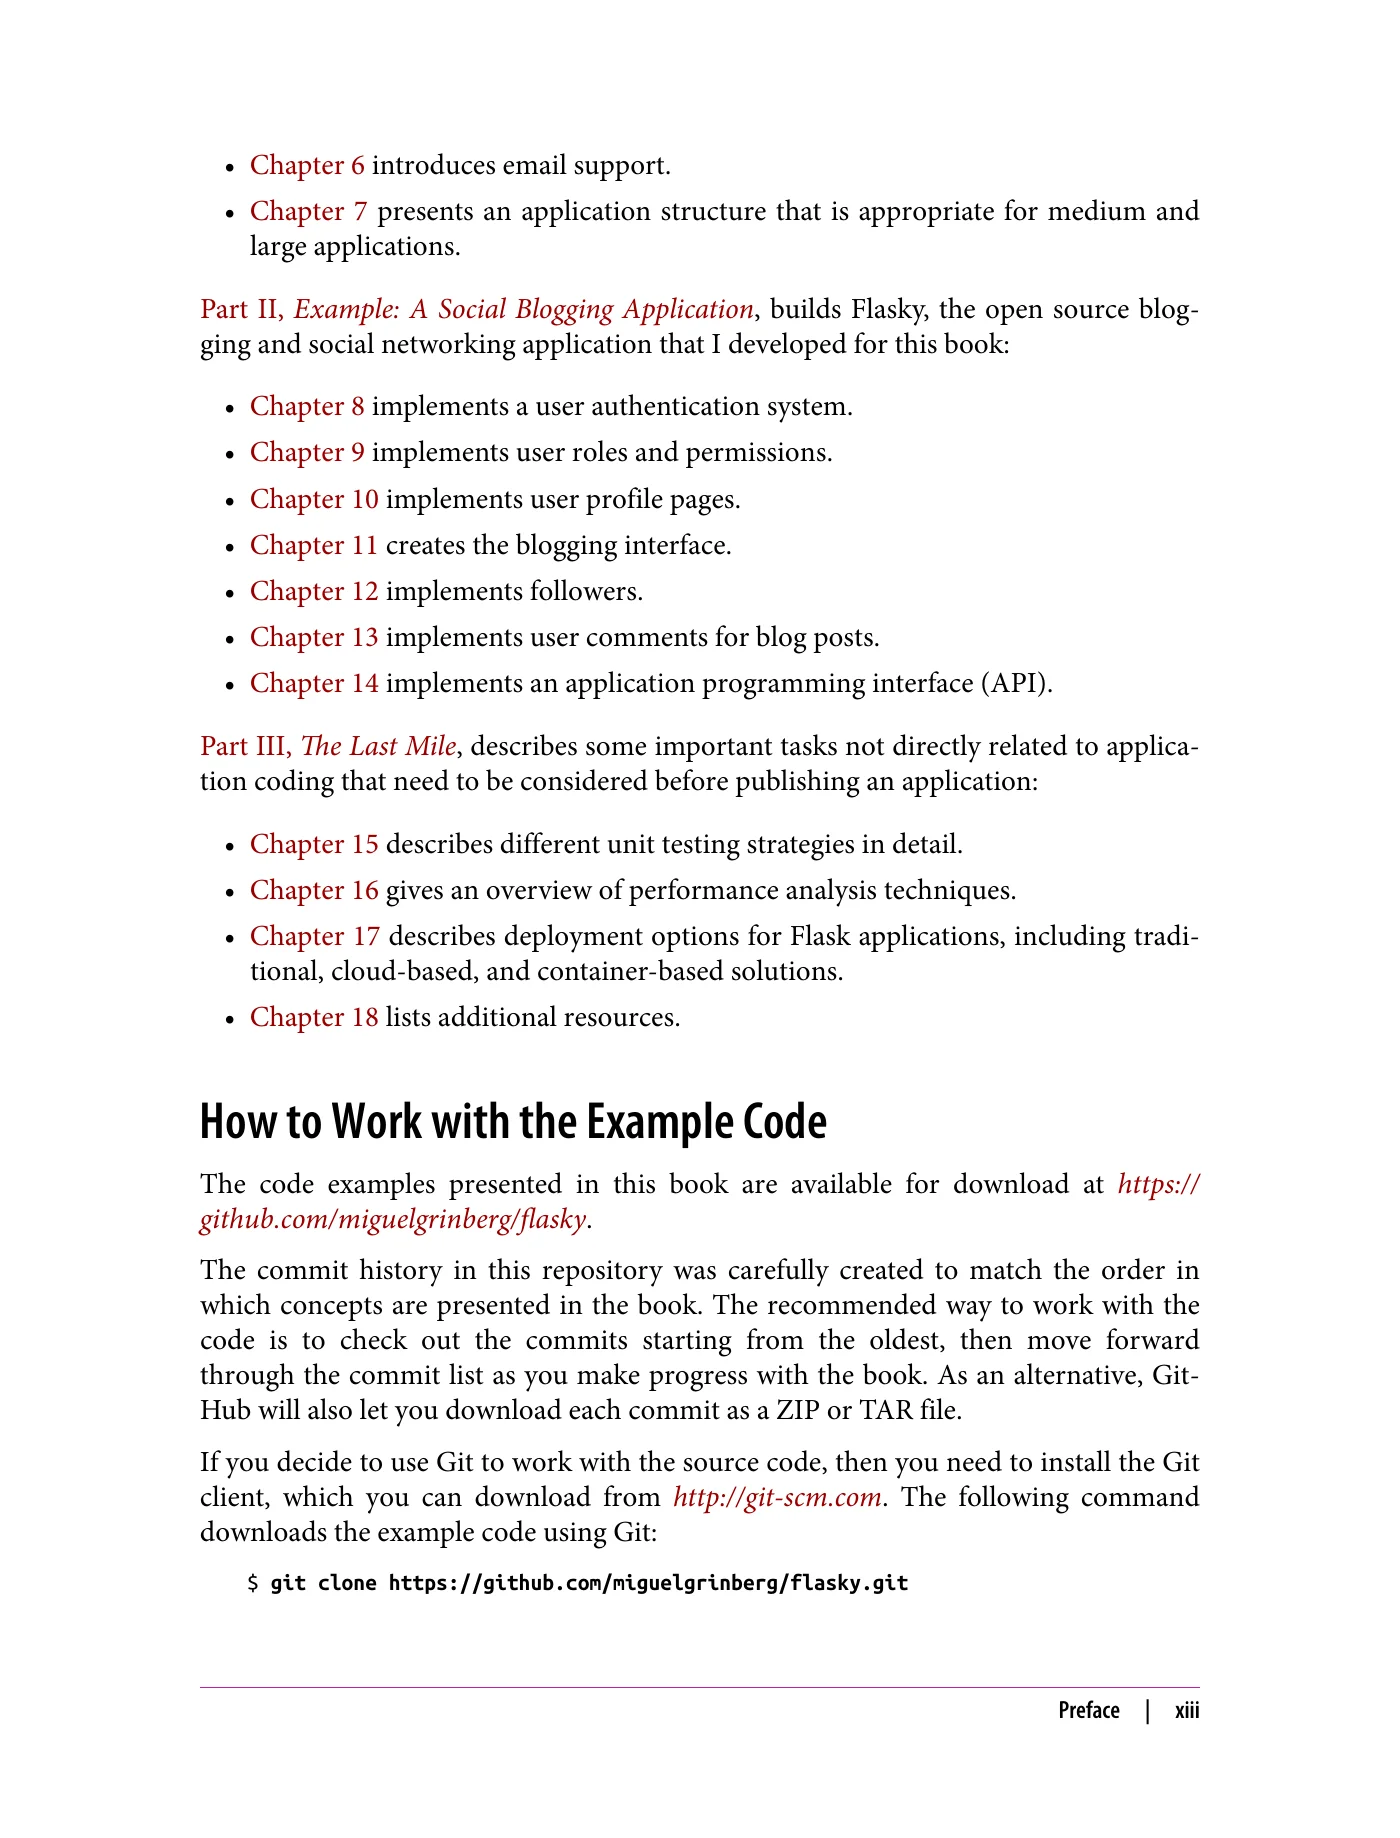 • Chapter 6 introduces email support.
• Chapter 7 presents an application structure that is appropriate for medium and
large applications.
Part II, Example: A Social Blogging Application, builds Flasky, the open source blog-
ging and social networking application that I developed for this book:
• Chapter 8 implements a user authentication system.
• Chapter 9 implements user roles and permissions.
• Chapter 10 implements user profile pages.
• Chapter 11 creates the blogging interface.
• Chapter 12 implements followers.
• Chapter 13 implements user comments for blog posts.
• Chapter 14 implements an application programming interface (API).
Part III, The Last Mile, describes some important tasks not directly related to applica-
tion coding that need to be considered before publishing an application:
• Chapter 15 describes different unit testing strategies in detail.
• Chapter 16 gives an overview of performance analysis techniques.
• Chapter 17 describes deployment options for Flask applications, including tradi-
tional, cloud-based, and container-based solutions.
• Chapter 18 lists additional resources.
How to Work with the Example Code
The code examples presented in this book are available for download at https://
github.com/miguelgrinberg/flasky.
The commit history in this repository was carefully created to match the order in
which concepts are presented in the book. The recommended way to work with the
code is to check out the commits starting from the oldest, then move forward
through the commit list as you make progress with the book. As an alternative, Git-
Hub will also let you download each commit as a ZIP or TAR file.
If you decide to use Git to work with the source code, then you need to install the Git
client, which you can download from http://git-scm.com. The following command
downloads the example code using Git:
$ git clone https://github.com/miguelgrinberg/flasky.git
Preface | xiii